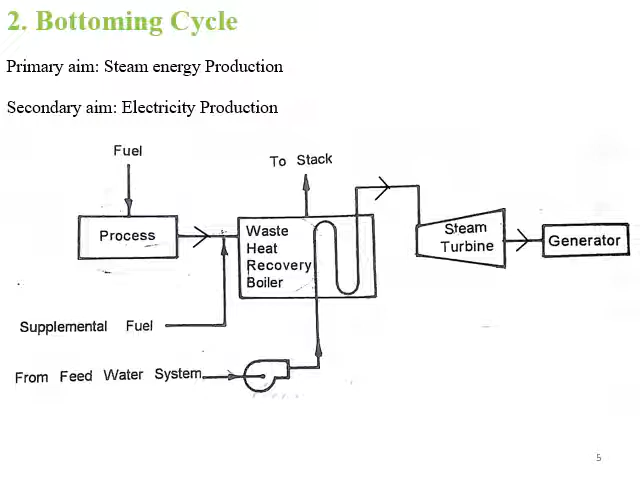 2. Bottoming Cycle
Primary aim: Steam energy Production
Secondary aim: Electricity Production
Fuel
To Stack
Process
Waste
Heat
Recovery
Boiler
Steam
Turbine
Generator
Supplemental Fuel
From Feed Water System
5